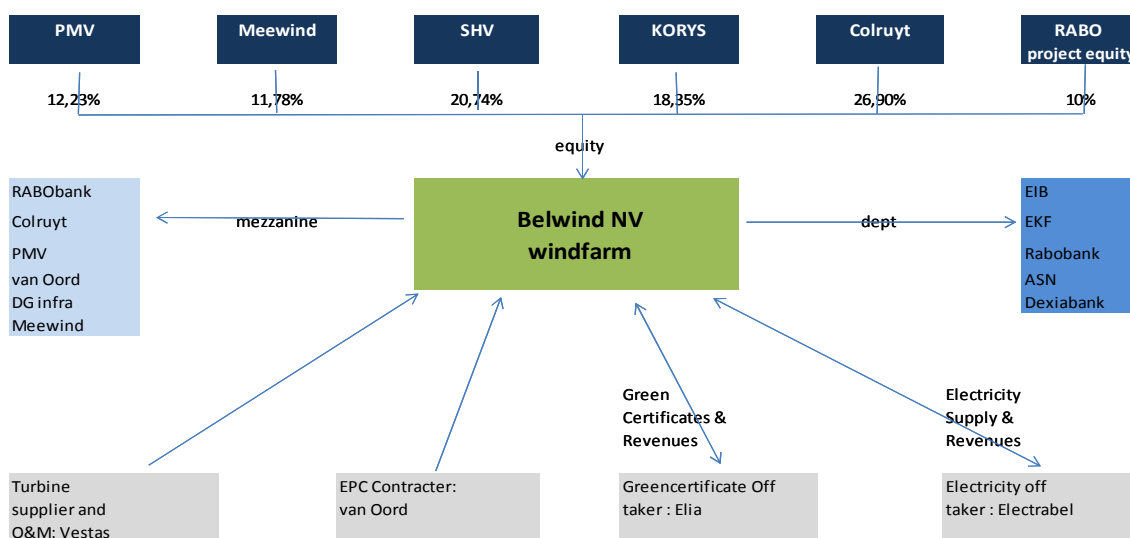 PMV
Meewind
SHV
KORYS
Colruyt
RABO
project equity
12,23%
11,78%
20,74%
18,35%
26,90%
10%
equity
RABObank
Colruyt
PMV
van Oord
DG infra
Meewind
mezzanine
Belwind NV
windfarm
dept
EIB
EKF
Rabobank
ASN
Dexiabank
Green
Certificates &
Revenues
Electricity
Supply &
Revenues
Turbine
supplier and
O&M: Vestas
EPC Contracter:
van Oord
Greencertificate Off
taker : Elia
Electricity off
taker : Electrabel